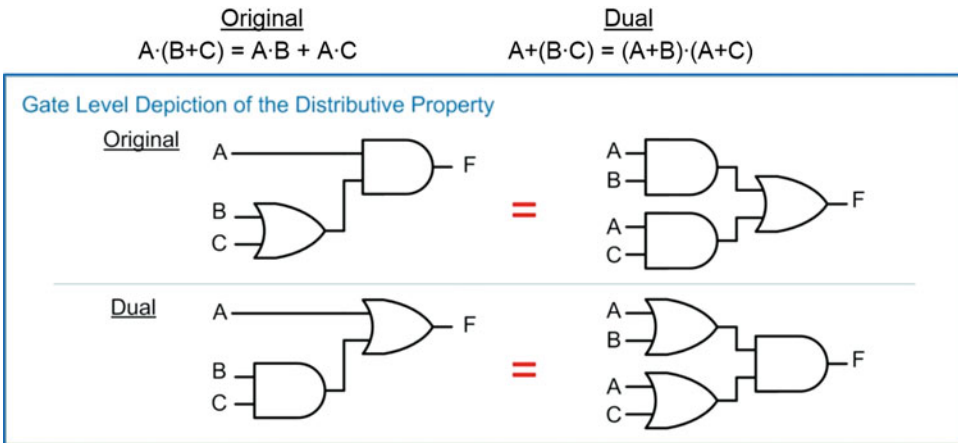 Original Dual
A·(B+C) = A·B + A·C A+(B·C) = (A+B)·(A+C)
Gate Level Depiction of the Distributive Property
Original
A
B
C
F
=
A
B
A
C
F
Dual
A
B
C
F
=
A
B
A
C
F